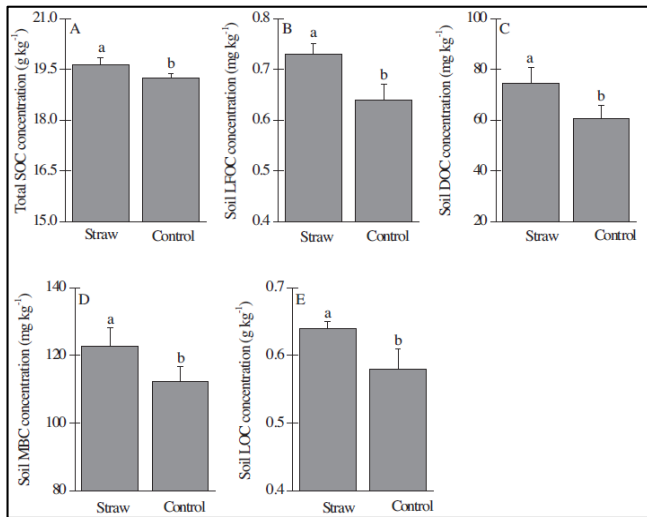 A
Total SOC concentration (g kg⁻¹)
21.0
19.5
18.0
16.5
15.0
a
b
Straw
Control
B
Soil LFOC concentration (mg kg⁻¹)
0.8
0.7
0.6
0.5
0.4
a
b
Straw
Control
C
Soil DOC concentration (mg kg⁻¹)
100
80
60
40
20
a
b
Straw
Control
D
Soil MBC concentration (mg kg⁻¹)
140
120
100
80
a
b
Straw
Control
E
Soil LOC concentration (g kg⁻¹)
0.7
0.6
0.5
0.4
a
b
Straw
Control